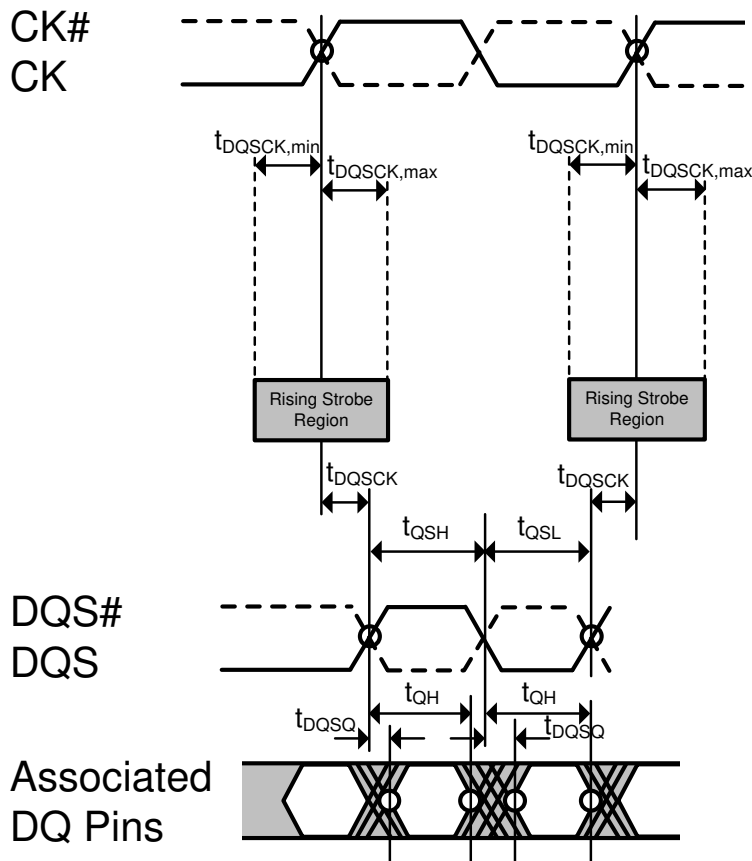 CK#
CK
tDQSCK,min
tDQSCK,max
tDQSCK,min
tDQSCK,max
Rising Strobe
Region
Rising Strobe
Region
tDQSCK
tDQSCK
tQSH
tQSL
DQS#
DQS
tQH
tQH
tDQSQ
tDQSQ
Associated
DQ Pins